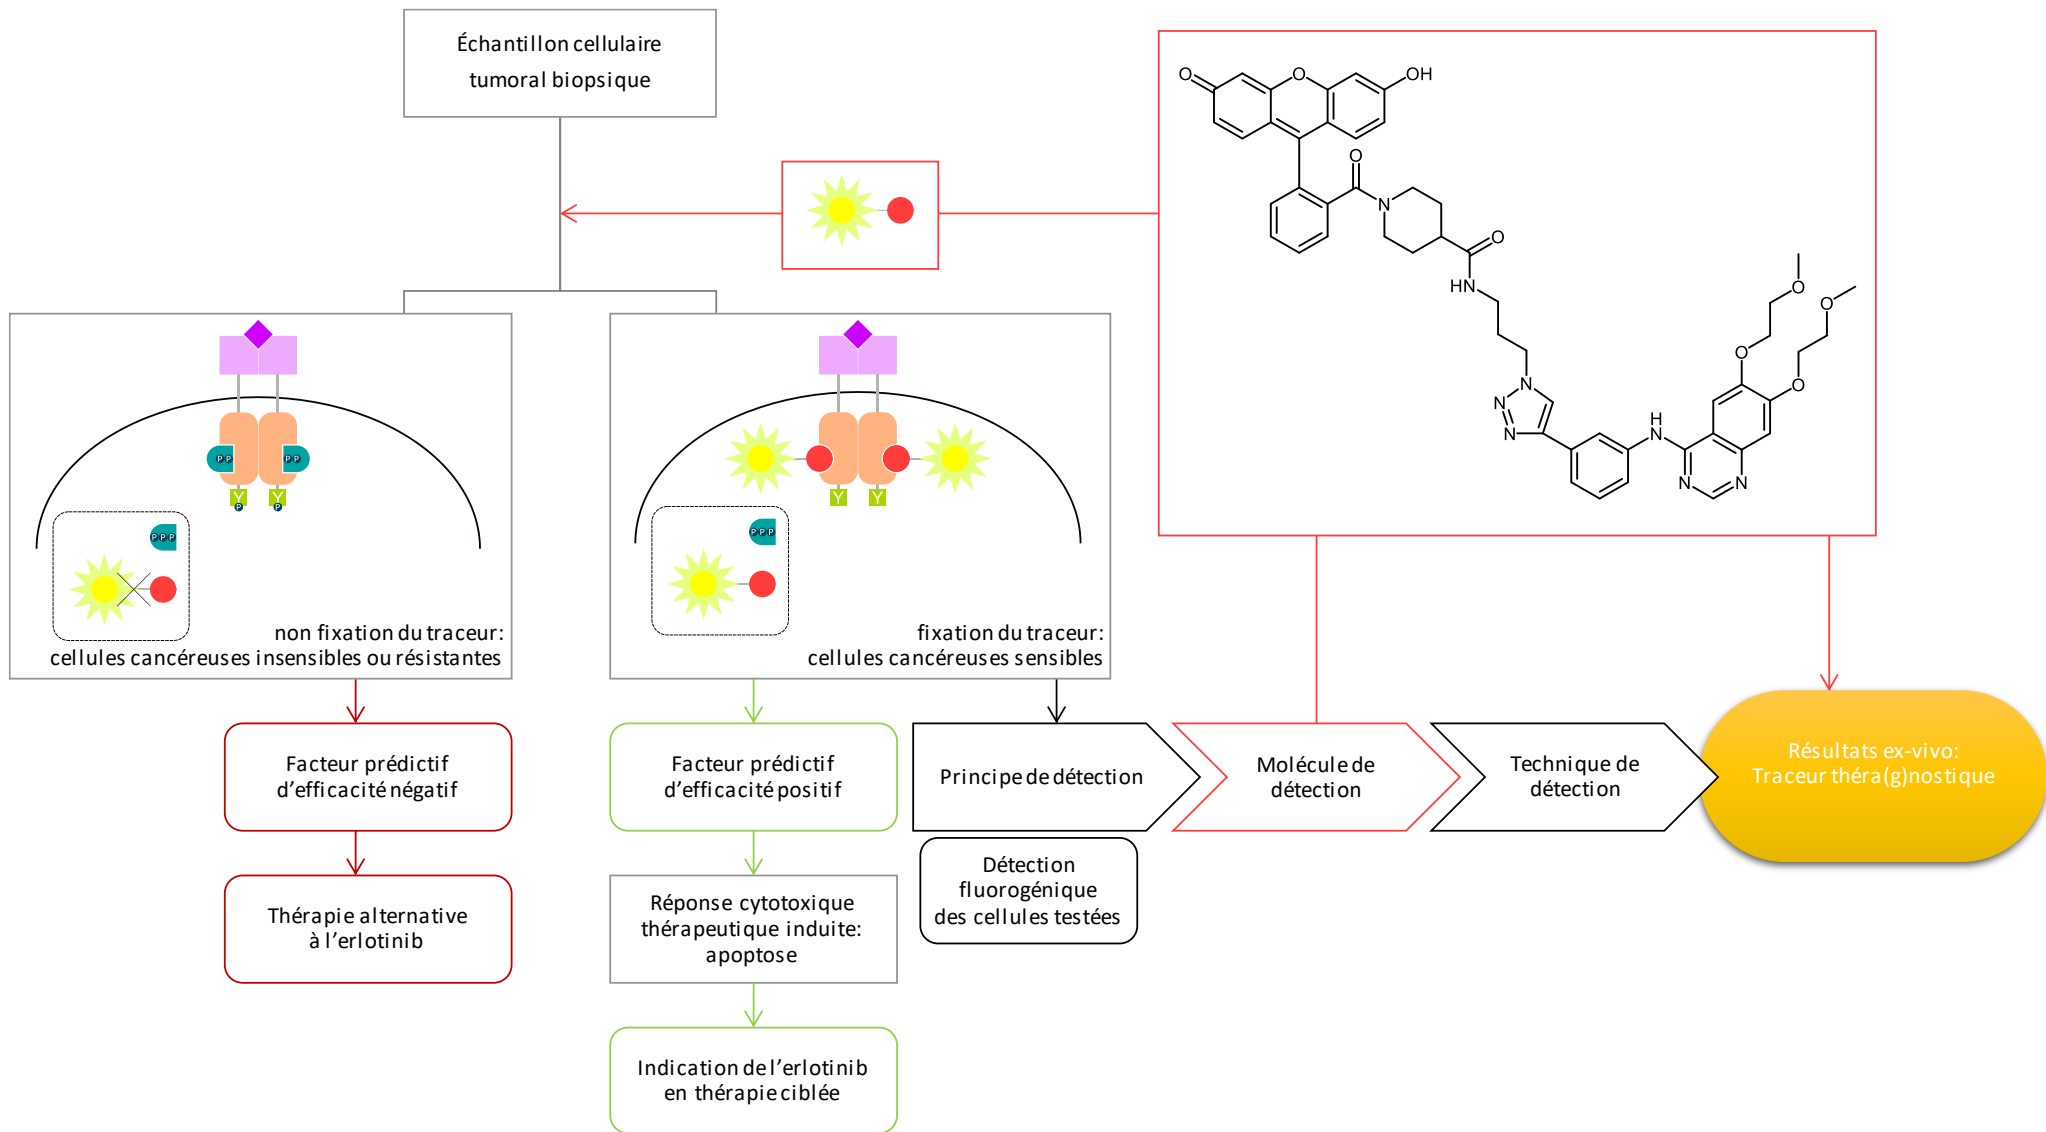 Échantillon cellulaire
tumoral biopsique
O
O
OH
O
N
O
HN
N
N
N
H
N
O
O
O
O
N
N
P P
P P
Y
Y
P
P
P P P
non fixation du traceur:
cellules cancéreuses insensibles ou résistantes
Y
Y
P P P
fixation du traceur:
cellules cancéreuses sensibles
Facteur prédictif
d'efficacité négatif
Thérapie alternative
à l'erlotinib
Facteur prédictif
d'efficacité positif
Réponse cytotoxique
thérapeutique induite:
apoptose
Indication de l'erlotinib
en thérapie ciblée
Principe de détection
Détection
fluorogénique
des cellules testées
Molécule de
détection
Technique de
détection
Résultats ex-vivo:
Traceur théra(g)nostique